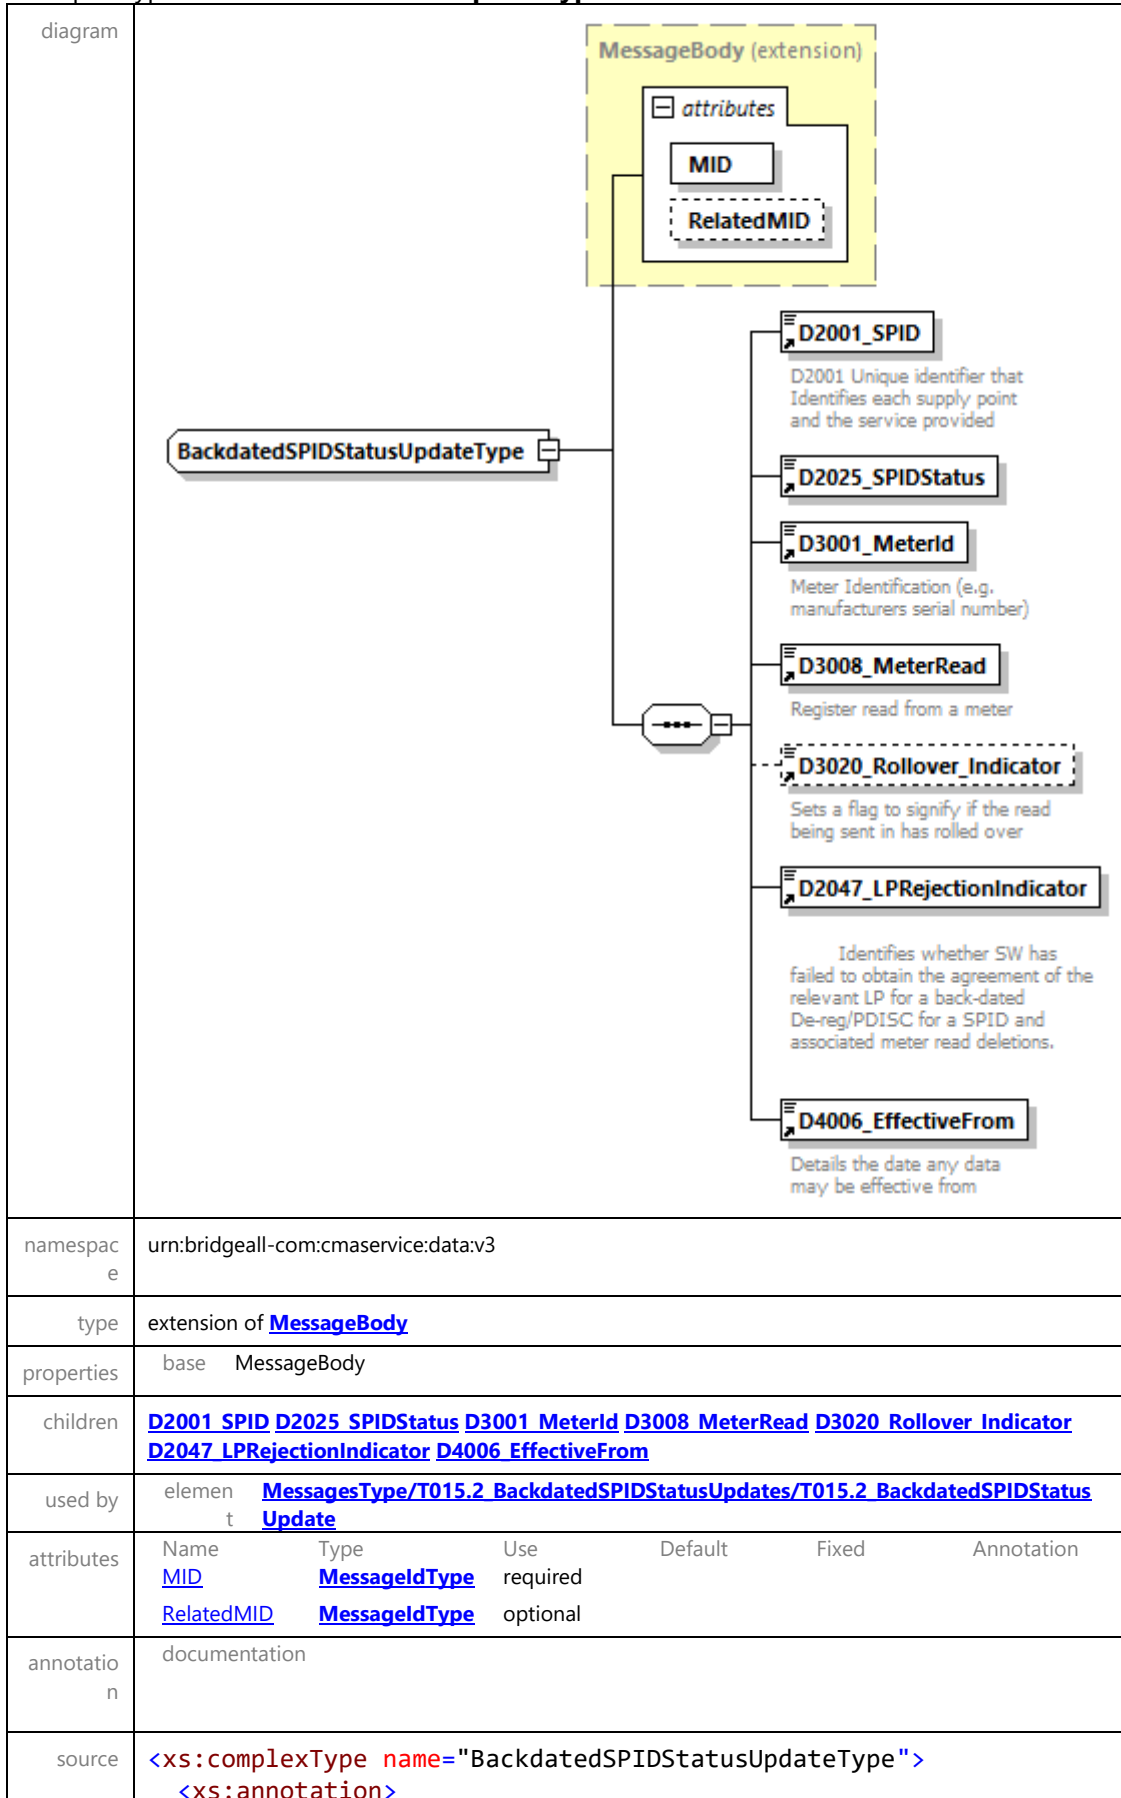 diagram
MessageBody (extension)
attributes
MID
RelatedMID
D2001_SPID
D2001 Unique identifier that
Identifies each supply point
and the service provided
BackdatedSPIDStatusUpdateType
D2025_SPIDStatus
D3001_MeterId
Meter Identification (e.g.
manufacturers serial number)
D3008_MeterRead
Register read from a meter
D3020_Rollover_Indicator
Sets a flag to signify if the read
being sent in has rolled over
D2047_LPRejectionIndicator
Identifies whether SW has
failed to obtain the agreement of the
relevant LP for a back-dated
De-reg/PDISC for a SPID and
associated meter read deletions.
D4006_EffectiveFrom
Details the date any data
may be effective from
namespac
e
urn:bridgeall-com:cmaservice:data:v3
type extension of MessageBody
properties base MessageBody
children D2001_SPID D2025_SPIDStatus D3001_MeterId D3008_MeterRead D3020_Rollover_Indicator
D2047_LPRejectionIndicator D4006_EffectiveFrom
used by elemen MessagesType/T015.2_BackdatedSPIDStatusUpdates/T015.2_BackdatedSPIDStatus
t Update
attributes Name Type Use Default Fixed Annotation
MID MessageIdType required
RelatedMID MessageIdType optional
annotatio
n
documentation
source <xs:complexType name="BackdatedSPIDStatusUpdateType">
<xs:annotation>